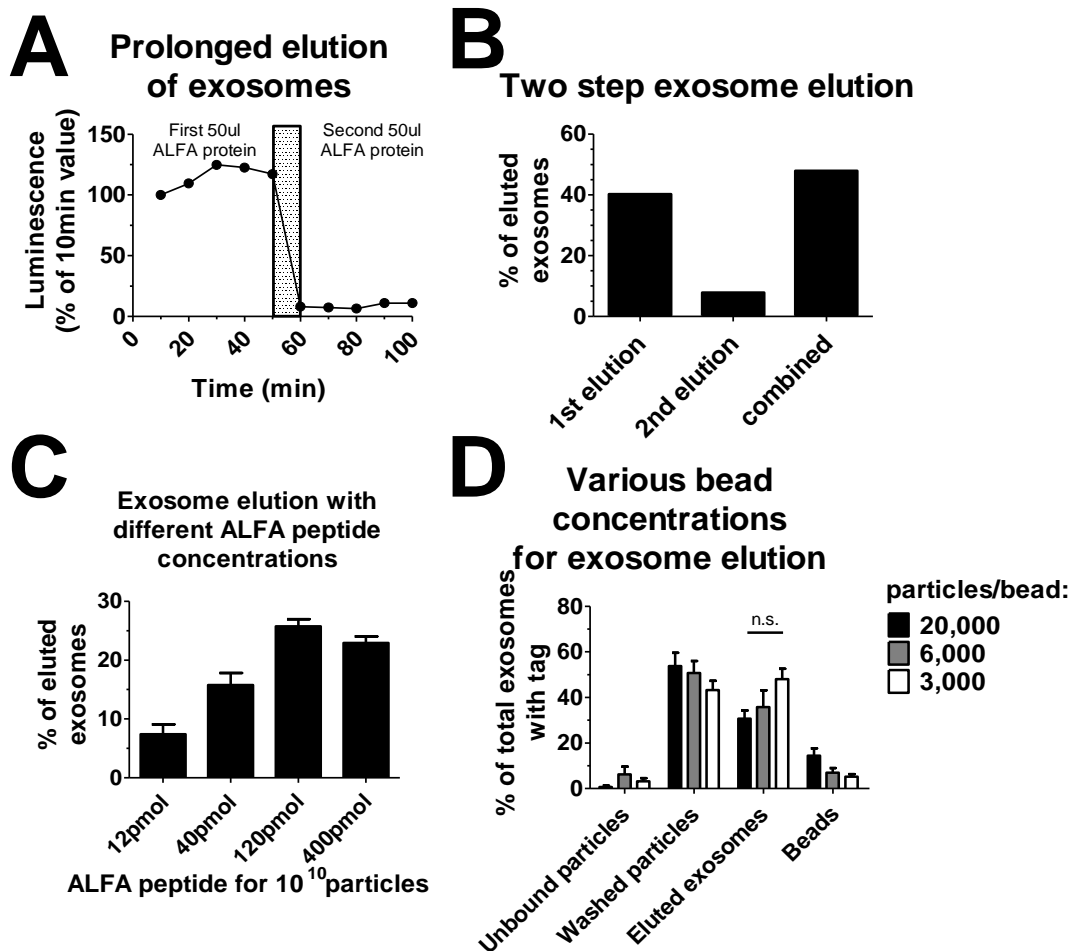 A
Prolonged elution
of exosomes
Luminescence
(% of 10min value)
150
100
50
0
First 50ul
ALFA protein
Second 50ul
ALFA protein
0
20
40
60
80
100
Time (min)
B
Two step exosome elution
% of eluted
exosomes
60
40
20
0
1st elution
2nd elution
combined
C
Exosome elution with
different ALFA peptide
concentrations
% of eluted
exosomes
30
20
10
0
12pmol
40pmol
120pmol
400pmol
ALFA peptide for 10^10 particles
D
Various bead
concentrations
for exosome elution
% of total exosomes
with tag
80
60
40
20
0
n.s.
Unbound particles
Washed particles
Eluted exosomes
Beads
particles/bead:
20,000
6,000
3,000